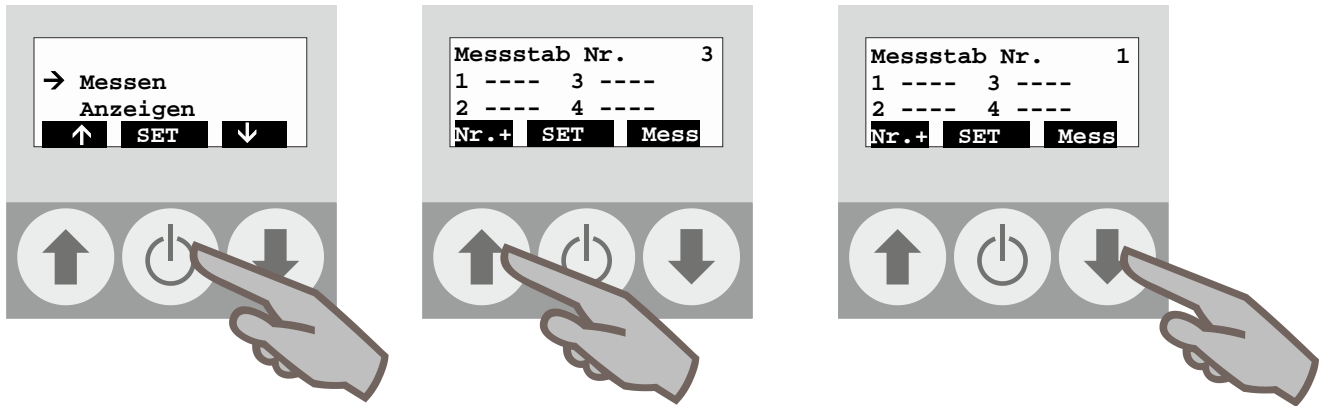 → Messen
Anzeigen
↑ SET ↓
Messstab Nr. 3
1 ---- 3 ----
2 ---- 4 ----
Nr.+ SET Mess
Messstab Nr. 1
1 ---- 3 ----
2 ---- 4 ----
Nr.+ SET Mess